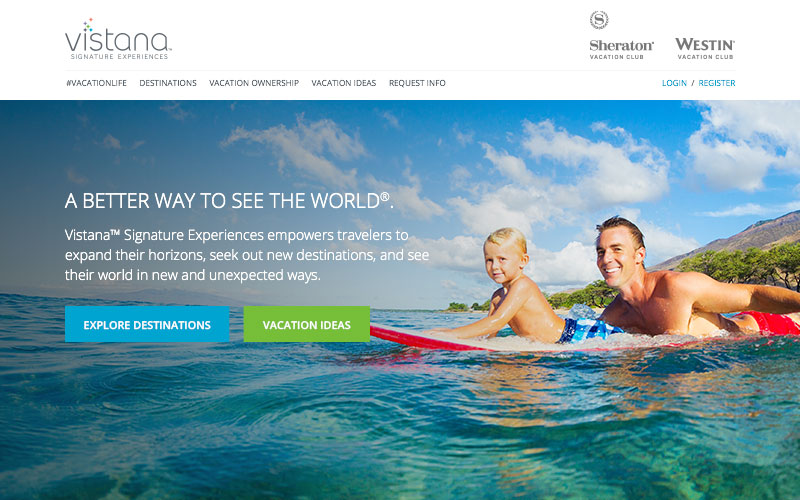 vistana™
SIGNATURE EXPERIENCES
Sheraton®
VACATION CLUB
WESTIN®
VACATION CLUB
#VACATIONLIFE DESTINATIONS VACATION OWNERSHIP VACATION IDEAS REQUEST INFO
LOGIN / REGISTER
A BETTER WAY TO SEE THE WORLD®.
Vistana™ Signature Experiences empowers travelers to
expand their horizons, seek out new destinations, and see
their world in new and unexpected ways.
EXPLORE DESTINATIONS
VACATION IDEAS